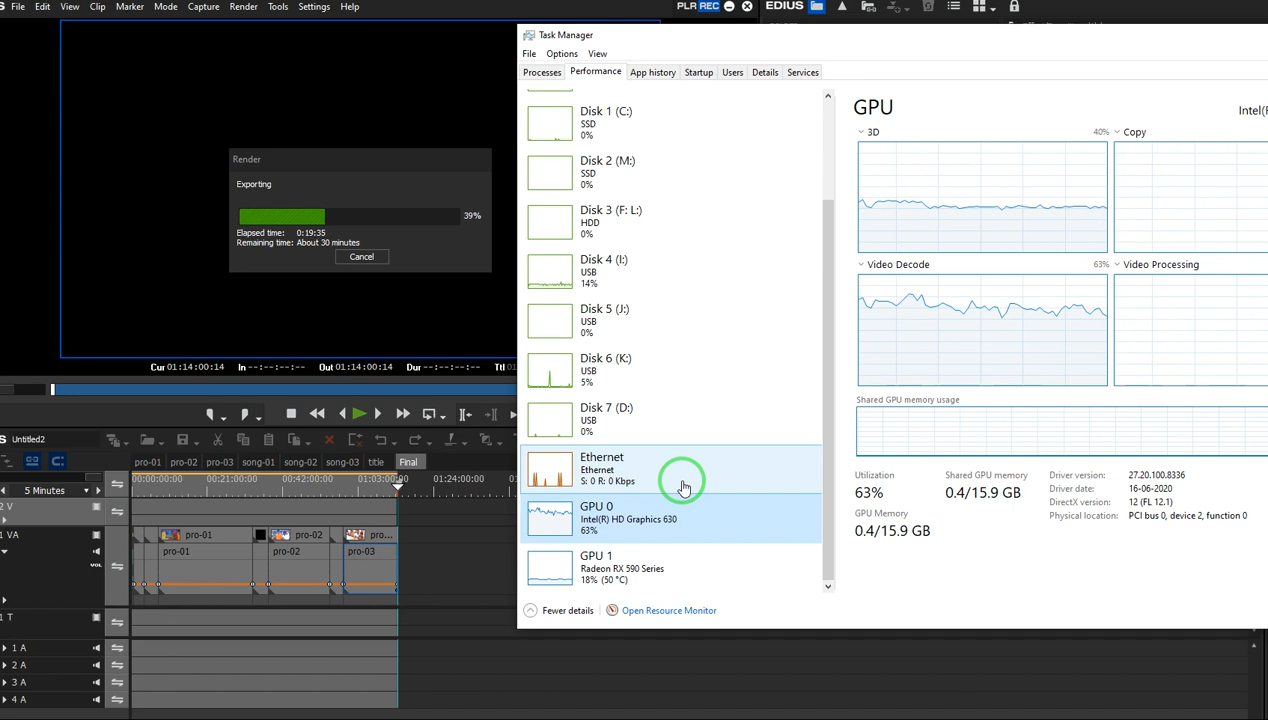 S File Edit View Clip Marker Mode Capture Render Tools Settings Help
PLR REC
EDIUS
Render
Exporting
39%
Elapsed time: 0:19:35
Remaining time: About 30 minutes
Cancel
Cur 01:14:00:14 In --:--:--:-- Out 01:14:00:14 Dur --:--:--:-- Ttl 01
S Untitled2
pro-01 pro-02 pro-03 song-01 song-02 song-03 title Final
5 Minutes
00:00:00:00 00:21:00:00 00:42:00:00 01:03:00:00 01:24:00:00
2 V
1 VA
pro-01 pro-02 pro...
pro-01 pro-02 pro-03
VOL
1 T
1 A
2 A
3 A
4 A
Task Manager
File Options View
Processes Performance App history Startup Users Details Services
Disk 1 (C:)
SSD
0%
Disk 2 (M:)
SSD
0%
Disk 3 (F: L:)
HDD
0%
Disk 4 (I:)
USB
14%
Disk 5 (J:)
USB
0%
Disk 6 (K:)
USB
5%
Disk 7 (D:)
USB
0%
Ethernet
Ethernet
S: 0 R: 0 Kbps
GPU 0
Intel(R) HD Graphics 630
63%
GPU 1
Radeon RX 590 Series
18% (50 °C)
Fewer details
Open Resource Monitor
GPU
Intel(R)
3D 40% Copy
Video Decode 63% Video Processing
Shared GPU memory usage
Utilization
63%
Shared GPU memory
0.4/15.9 GB
GPU Memory
0.4/15.9 GB
Driver version: 27.20.100.8336
Driver date: 16-06-2020
DirectX version: 12 (FL 12.1)
Physical location: PCI bus 0, device 2, function 0